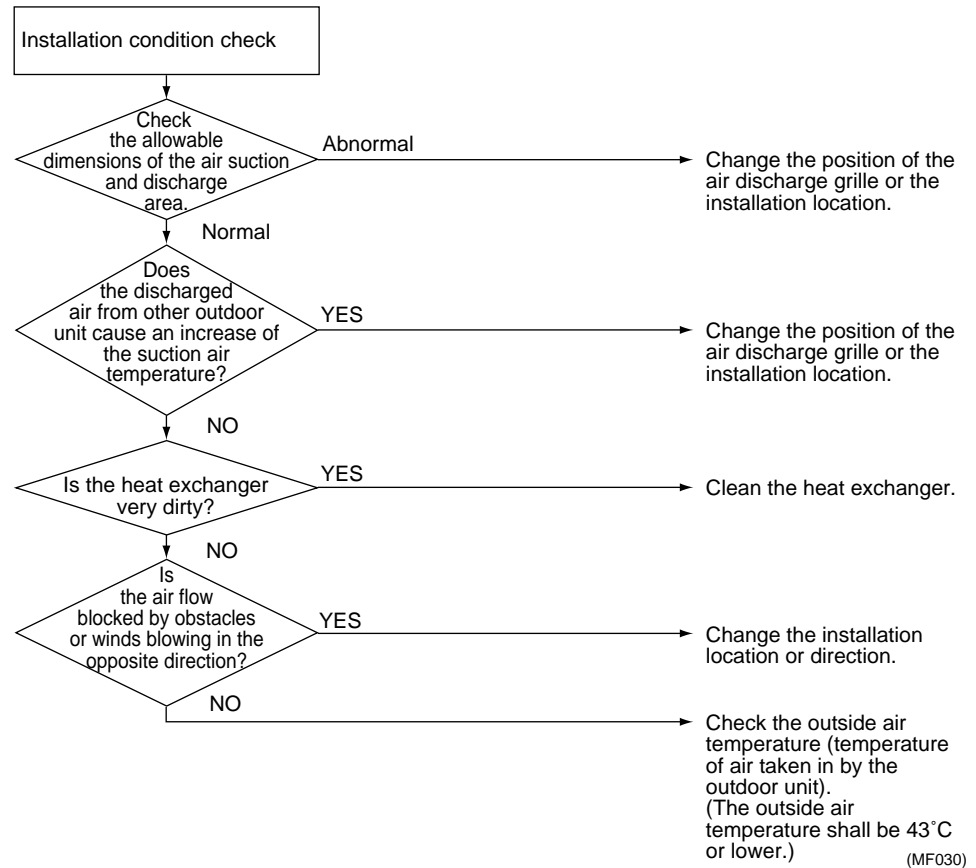 Installation condition check
Check
the allowable
dimensions of the air suction
and discharge
area.
Abnormal
Change the position of the
air discharge grille or the
installation location.
Normal
Does
the discharged
air from other outdoor
unit cause an increase of
the suction air
temperature?
YES
Change the position of the
air discharge grille or the
installation location.
NO
Is the heat exchanger
very dirty?
YES
Clean the heat exchanger.
NO
Is
the air flow
blocked by obstacles
or winds blowing in the
opposite direction?
YES
Change the installation
location or direction.
NO
Check the outside air
temperature (temperature
of air taken in by the
outdoor unit).
(The outside air
temperature shall be 43˚C
or lower.)
(MF030)